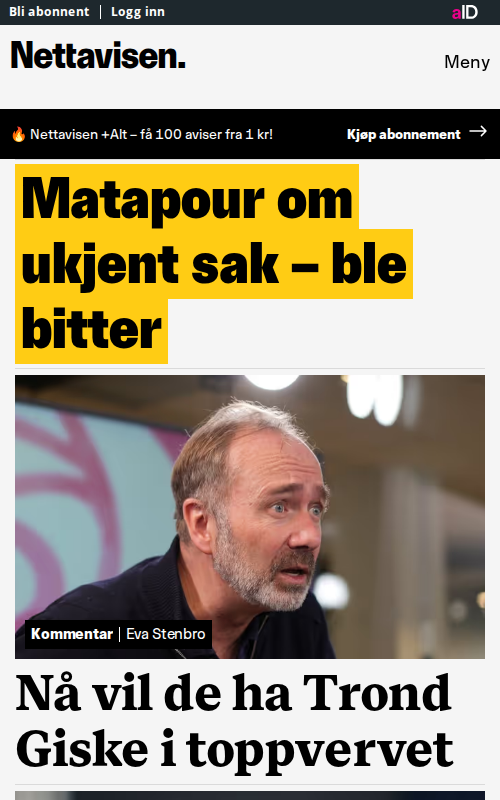 Bli abonnent | Logg inn
aID
Nettavisen.
Meny
🔥 Nettavisen +Alt – få 100 aviser fra 1 kr!
Kjøp abonnement →
Matapour om
ukjent sak – ble
bitter
Kommentar | Eva Stenbro
Nå vil de ha Trond
Giske i toppvervet